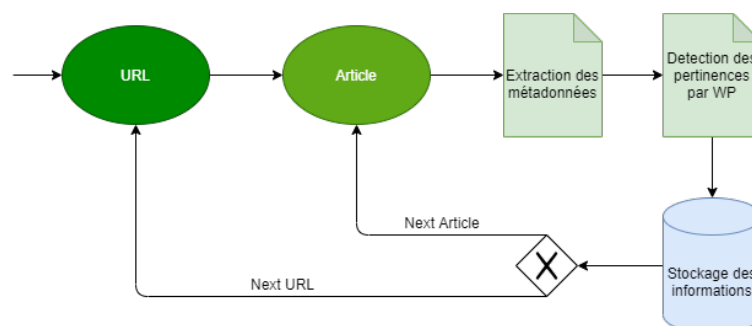 URL
Article
Extraction des
métadonnées
Detection des
pertinences
par WP
Next Article
X
Stockage des
informations
Next URL